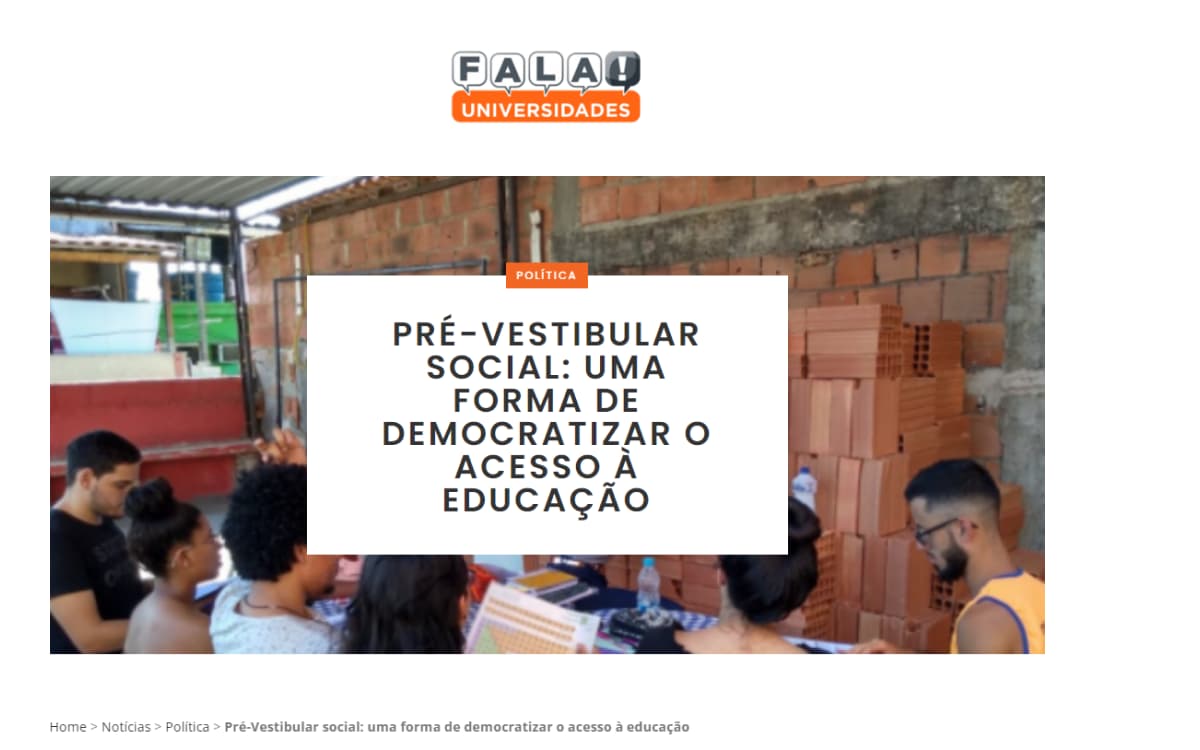 FALA!
UNIVERSIDADES
POLÍTICA
PRÉ-VESTIBULAR
SOCIAL: UMA
FORMA DE
DEMOCRATIZAR O
ACESSO À
EDUCAÇÃO
Home > Notícias > Política > Pré-Vestibular social: uma forma de democratizar o acesso à educação